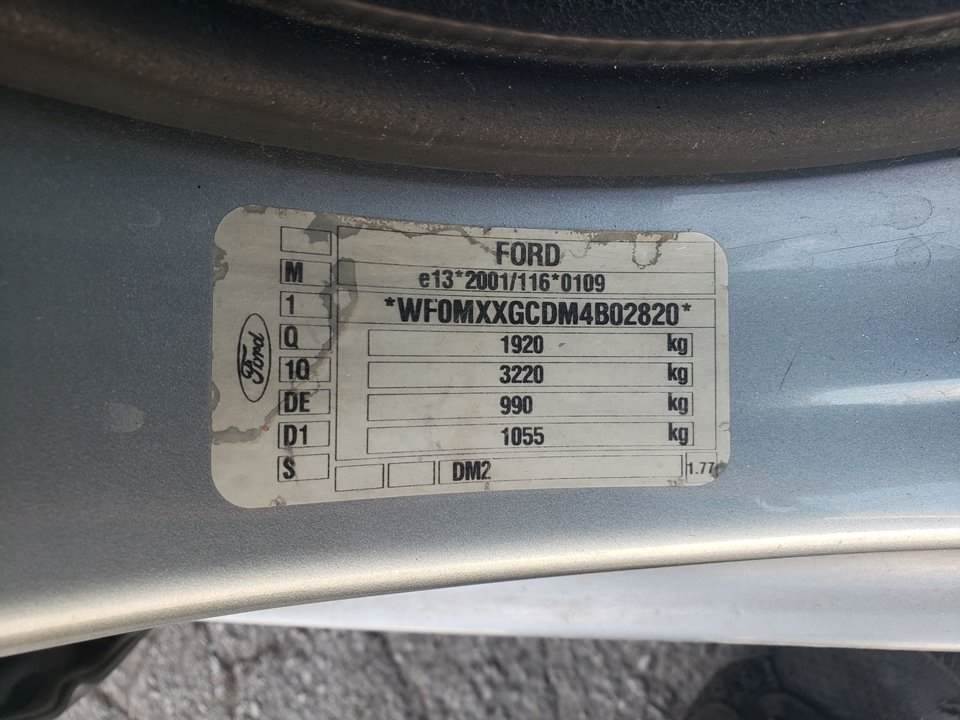 FORD
M e13*2001/116*0109
1 *WF0MXXGCDM4B02820*
Ford
Q 1920 kg
1Q 3220 kg
DE 990 kg
D1 1055 kg
S DM2 1.77